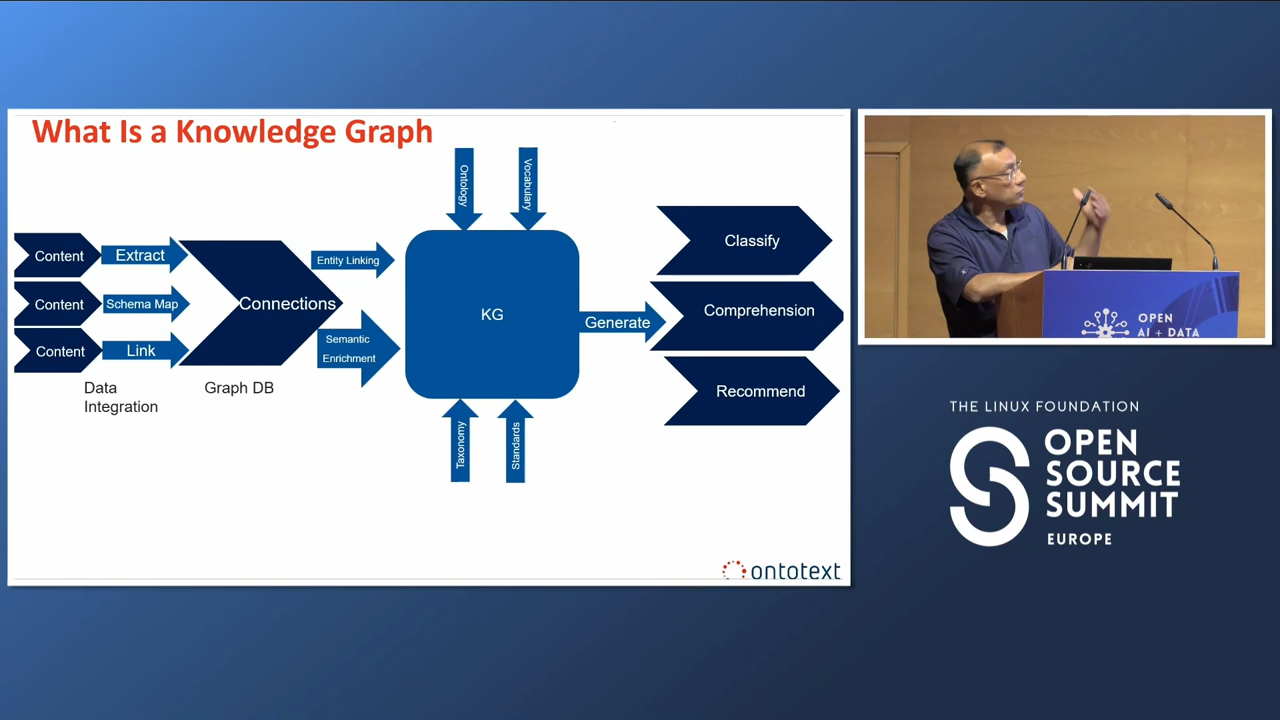 What Is a Knowledge Graph
Ontology
Vocabulary
Content
Extract
Content
Schema Map
Content
Link
Connections
Entity Linking
Semantic
Enrichment
KG
Generate
Classify
Comprehension
Recommend
Data
Integration
Graph DB
Taxonomy
Standards
ontotext
OPEN
AI + DATA
THE LINUX FOUNDATION
OPEN
SOURCE
SUMMIT
EUROPE